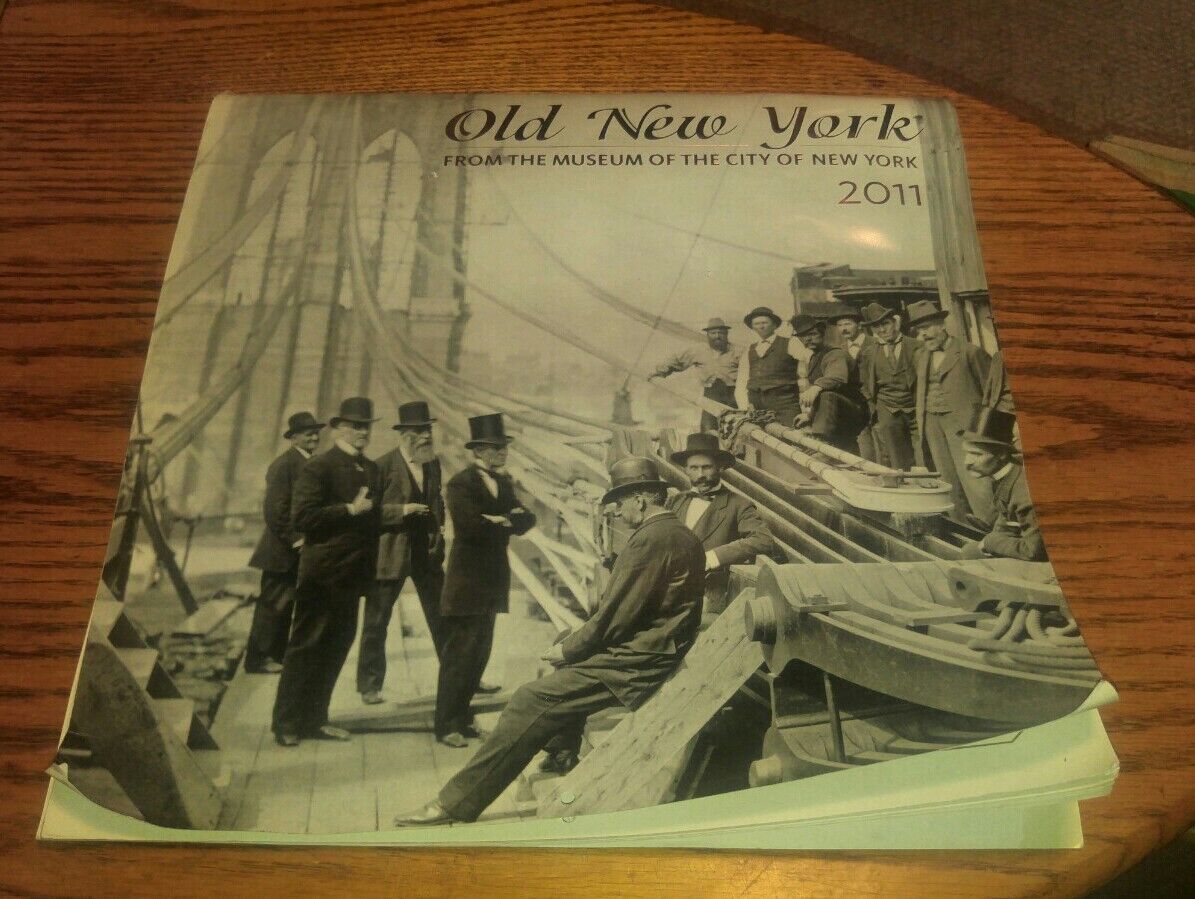 Old New York
FROM THE MUSEUM OF THE CITY OF NEW YORK
2011